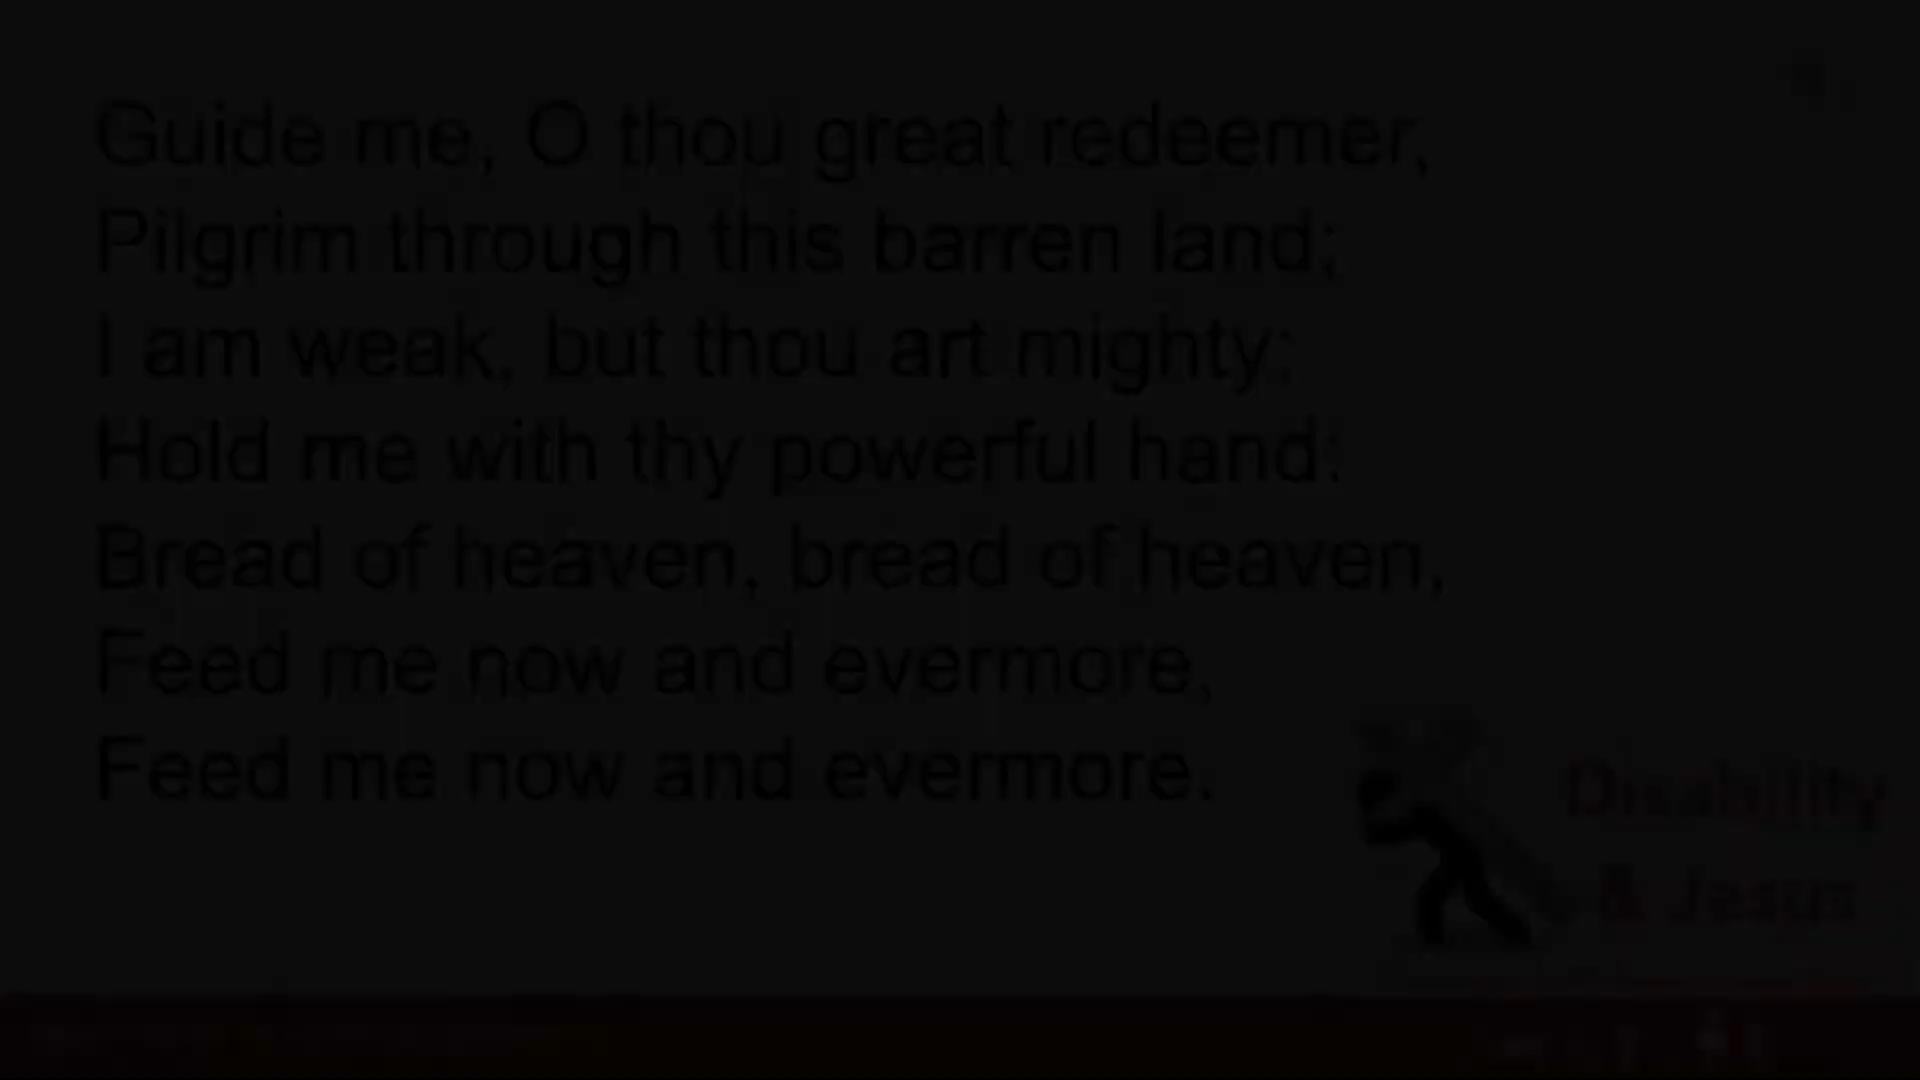 Guide me, O thou great redeemer,
Pilgrim through this barren land;
I am weak, but thou art mighty;
Hold me with thy powerful hand:
Bread of heaven, bread of heaven,
Feed me now and evermore,
Feed me now and evermore.
Disability
& Jesus